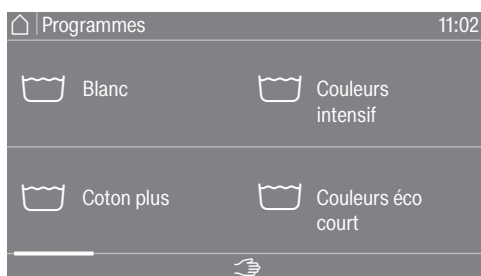 Programmes 11:02
Blanc
Couleurs
intensif
Coton plus
Couleurs éco
court